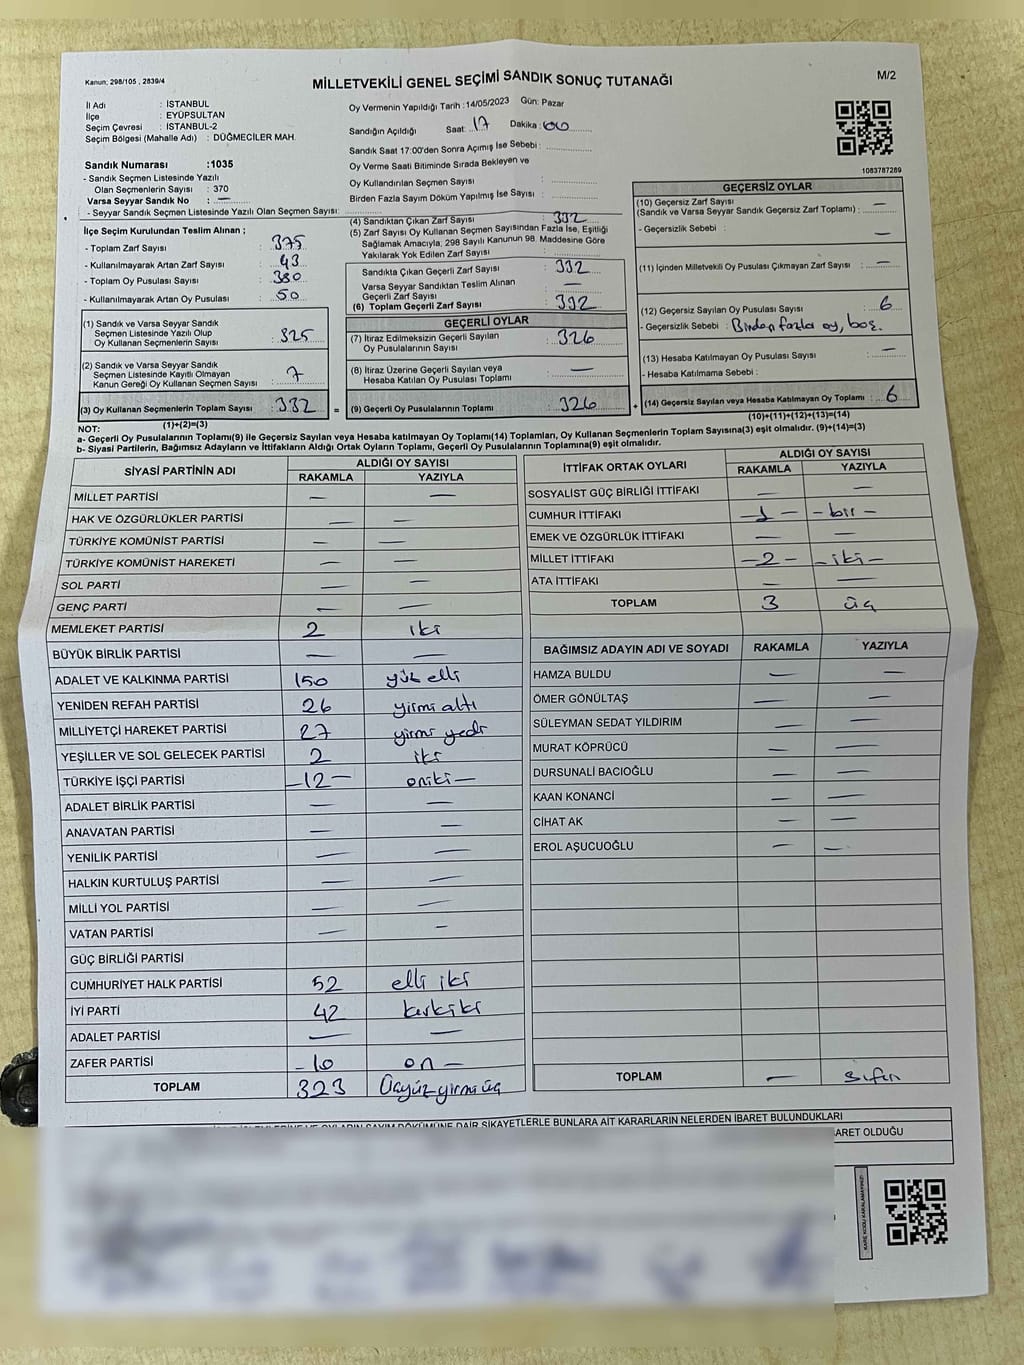 Kanun: 298/105 , 2839/4
MİLLETVEKİLİ GENEL SEÇİMİ SANDIK SONUÇ TUTANAĞI
M/2
İl Adı : İSTANBUL
İlçe : EYÜPSULTAN
Seçim Çevresi : İSTANBUL-2
Seçim Bölgesi (Mahalle Adı) : DÜĞMECİLER MAH.
Sandık Numarası :1035
- Sandık Seçmen Listesinde Yazılı
Olan Seçmenlerin Sayısı : 370
Varsa Seyyar Sandık No : —
- Seyyar Sandık Seçmen Listesinde Yazılı Olan Seçmen Sayısı:
Oy Vermenin Yapıldığı Tarih :14/05/2023 Gün: Pazar
Sandığın Açıldığı Saat: 17 Dakika: 00
Sandık Saat 17:00'den Sonra Açımış İse Sebebi :
Oy Verme Saati Bitiminde Sırada Bekleyen ve
Oy Kullandırılan Seçmen Sayısı :
Birden Fazla Sayım Döküm Yapılmış İse Sayısı :
1083787289
İlçe Seçim Kurulundan Teslim Alınan ;
- Toplam Zarf Sayısı : 375
- Kullanılmayarak Artan Zarf Sayısı : 43
- Toplam Oy Pusulası Sayısı : 380
- Kullanılmayarak Artan Oy Pusulası : 50
(1) Sandık ve Varsa Seyyar Sandık
Seçmen Listesinde Yazılı Olup
Oy Kullanan Seçmenlerin Sayısı : 325
(2) Sandık ve Varsa Seyyar Sandık
Seçmen Listesinde Kayıtlı Olmayan
Kanun Gereği Oy Kullanan Seçmen Sayısı : 7
(3) Oy Kullanan Seçmenlerin Toplam Sayısı : 332
(1)+(2)=(3)
(4) Sandıktan Çıkan Zarf Sayısı : 332
(5) Zarf Sayısı Oy Kullanan Seçmen Sayısından Fazla İse, Eşitliği
Sağlamak Amacıyla, 298 Sayılı Kanunun 98. Maddesine Göre
Yakılarak Yok Edilen Zarf Sayısı :
Sandıkta Çıkan Geçerli Zarf Sayısı : 332
Varsa Seyyar Sandıktan Teslim Alınan
Geçerli Zarf Sayısı : —
(6) Toplam Geçerli Zarf Sayısı : 332
GEÇERLİ OYLAR
(7) İtiraz Edilmeksizin Geçerli Sayılan
Oy Pusulalarının Sayısı : 326
(8) İtiraz Üzerine Geçerli Sayılan veya
Hesaba Katılan Oy Pusulası Toplamı : —
= (9) Geçerli Oy Pusulalarının Toplamı : 326
GEÇERSİZ OYLAR
(10) Geçersiz Zarf Sayısı
(Sandık ve Varsa Seyyar Sandık Geçersiz Zarf Toplamı) : —
- Geçersizlik Sebebi : —
(11) İçinden Milletvekili Oy Pusulası Çıkmayan Zarf Sayısı : —
(12) Geçersiz Sayılan Oy Pusulası Sayısı : 6
- Geçersizlik Sebebi : Birden fazla oy, boş.
(13) Hesaba Katılmayan Oy Pusulası Sayısı : —
- Hesaba Katılmama Sebebi :
+ (14) Geçersiz Sayılan veya Hesaba Katılmayan Oy Toplamı : 6
(10)+(11)+(12)+(13)=(14)
NOT:
a- Geçerli Oy Pusulalarının Toplamı(9) ile Geçersiz Sayılan veya Hesaba katılmayan Oy Toplamı(14) Toplamları, Oy Kullanan Seçmenlerin Toplam Sayısına(3) eşit olmalıdır. (9)+(14)=(3)
b- Siyasi Partilerin, Bağımsız Adayların ve İttifakların Aldığı Ortak Oyların Toplamı, Geçerli Oy Pusulalarının Toplamına(9) eşit olmalıdır.
SİYASİ PARTİNİN ADI ALDIĞI OY SAYISI
RAKAMLA YAZIYLA
MİLLET PARTİSİ — —
HAK VE ÖZGÜRLÜKLER PARTİSİ — —
TÜRKİYE KOMÜNİST PARTİSİ — —
TÜRKİYE KOMÜNİST HAREKETİ — —
SOL PARTİ — —
GENÇ PARTİ — —
MEMLEKET PARTİSİ 2 iki
BÜYÜK BİRLİK PARTİSİ — —
ADALET VE KALKINMA PARTİSİ 150 yüz elli
YENİDEN REFAH PARTİSİ 26 yirmi altı
MİLLİYETÇİ HAREKET PARTİSİ 27 yirmi yedi
YEŞİLLER VE SOL GELECEK PARTİSİ 2 iki
TÜRKİYE İŞÇİ PARTİSİ —12— oniki—
ADALET BİRLİK PARTİSİ — —
ANAVATAN PARTİSİ — —
YENİLİK PARTİSİ — —
HALKIN KURTULUŞ PARTİSİ — —
MİLLİ YOL PARTİSİ — —
VATAN PARTİSİ — —
GÜÇ BİRLİĞİ PARTİSİ
CUMHURİYET HALK PARTİSİ 52 elli iki
İYİ PARTİ 42 kırkiki
ADALET PARTİSİ — —
ZAFER PARTİSİ –10 on –
TOPLAM 323 Üçyüzyirmi üç
İTTİFAK ORTAK OYLARI ALDIĞI OY SAYISI
RAKAMLA YAZIYLA
SOSYALİST GÜÇ BİRLİĞİ İTTİFAKI — —
CUMHUR İTTİFAKI –1– –bir–
EMEK VE ÖZGÜRLÜK İTTİFAKI — —
MİLLET İTTİFAKI –2– –iki–
ATA İTTİFAKI — —
TOPLAM 3 üç
BAĞIMSIZ ADAYIN ADI VE SOYADI RAKAMLA YAZIYLA
HAMZA BULDU — —
ÖMER GÖNÜLTAŞ — —
SÜLEYMAN SEDAT YILDIRIM — —
MURAT KÖPRÜCÜ — —
DURSUNALİ BACIOĞLU — —
KAAN KONANCİ — —
CİHAT AK — —
EROL AŞUCUOĞLU — —
TOPLAM — sıfır
DAİR ŞİKAYETLERLE BUNLARA AİT KARARLARIN NELERDEN İBARET BULUNDUKLARI
OLDUĞU